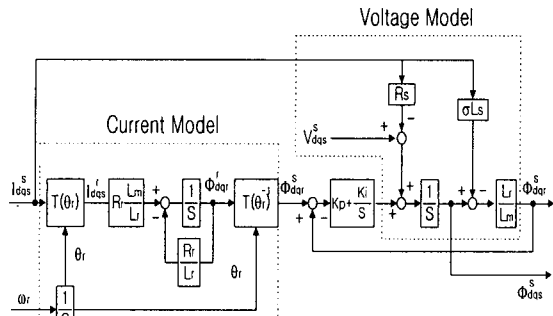 Voltage Model
Current Model
Rs
σLs
V^s_dqs
I^s_dqs
T(θr)
I^r_dqs
Rr Lm/Lr
1/S
Φ^r_dqr
T(θr^-1)
Φ^s_dqr
Kp+Ki/S
1/S
Lr/Lm
Φ^s_dqr
Rr/Lr
θr
θr
Φ^s_dqs
ωr
1